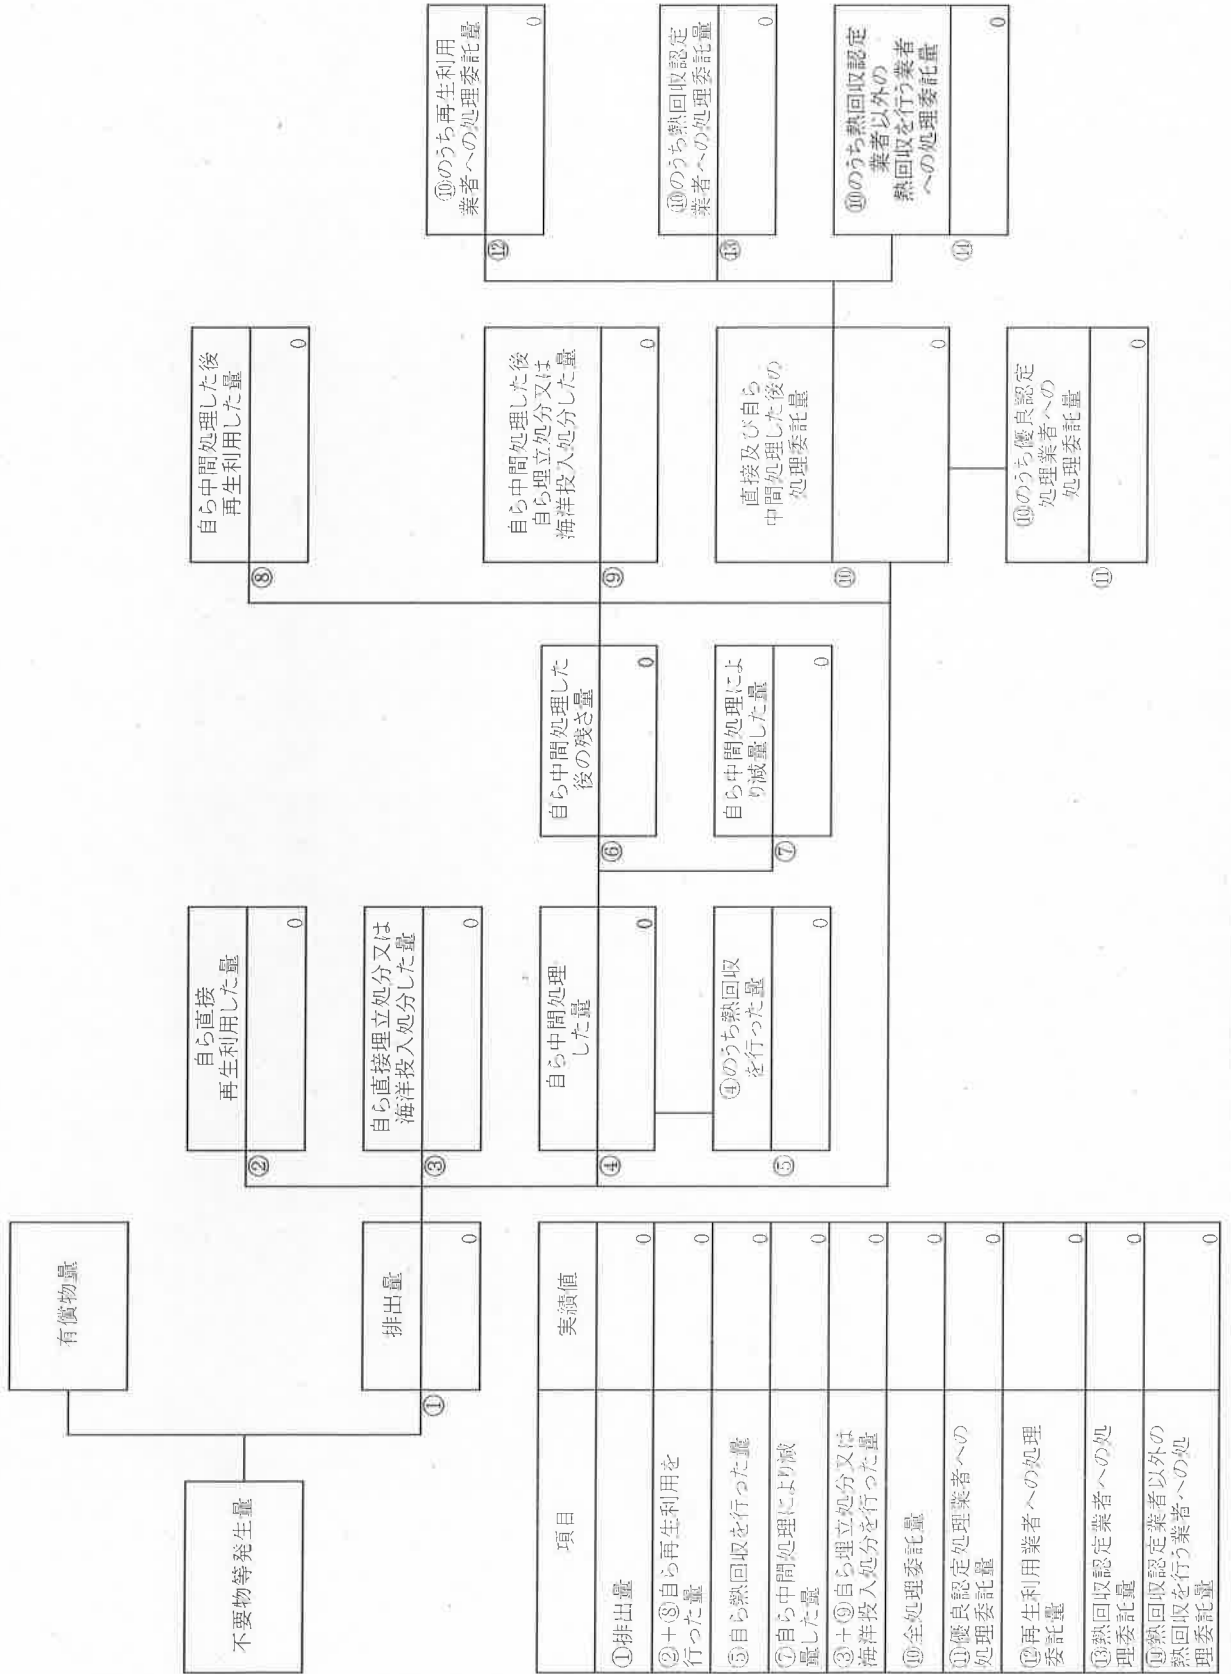 不要物等発生量
有償物量
①
排出量
0
②
自ら直接
再生利用した量
0
③
自ら直接埋立処分又は
海洋投入処分した量
0
④
自ら中間処理
した量
0
⑤
④のうち熱回収
を行った量
0
⑥
自ら中間処理した
後の残さ量
0
⑦
自ら中間処理によ
り減量した量
0
⑧
自ら中間処理した後
再生利用した量
0
⑨
自ら中間処理した後
自ら埋立処分又は
海洋投入処分した量
0
⑩
直接及び自ら
中間処理した後の
処理委託量
0
⑪
⑩のうち優良認定
処理業者への
処理委託量
0
⑫
⑩のうち再生利用
業者への処理委託量
0
⑬
⑩のうち熱回収認定
業者への処理委託量
0
⑭
⑩のうち熱回収認定
業者以外の
熱回収を行う業者
への処理委託量
0
項目 実績値
①排出量 0
②+⑧自ら再生利用を
行った量 0
⑤自ら熱回収を行った量 0
⑦自ら中間処理により減
量した量 0
③+⑨自ら埋立処分又は
海洋投入処分を行った量 0
⑩全処理委託量 0
⑪優良認定処理業者への
処理委託量 0
⑫再生利用業者への処理
委託量 0
⑬熱回収認定業者への処
理委託量 0
⑭熱回収認定業者以外の
熱回収を行う業者への処
理委託量 0